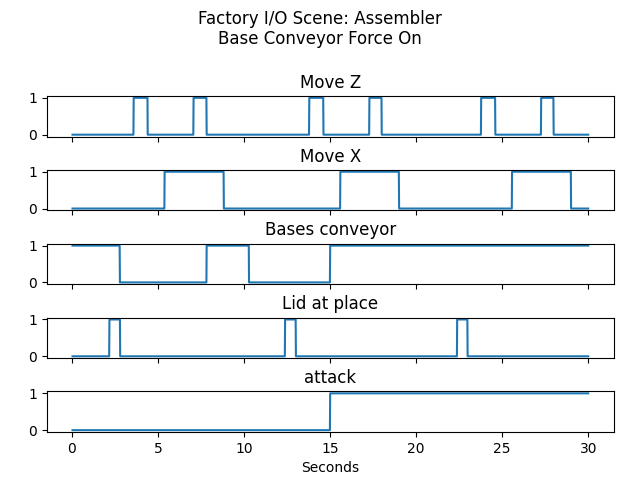 Factory I/O Scene: Assembler
Base Conveyor Force On
Move Z
1
0
Move X
1
0
Bases conveyor
1
0
Lid at place
1
0
attack
1
0
0 5 10 15 20 25 30
Seconds